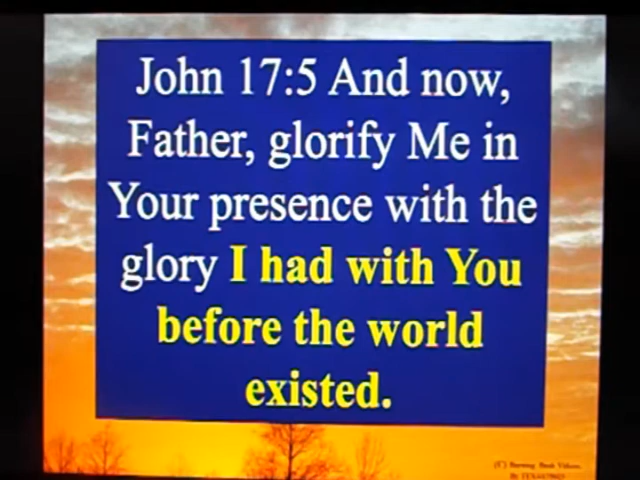 John 17:5 And now,
Father, glorify Me in
Your presence with the
glory I had with You
before the world
existed.